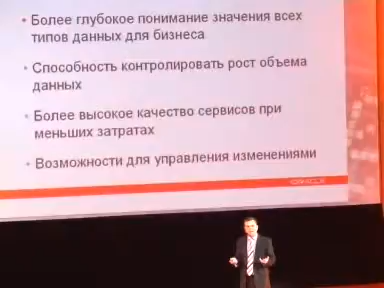 • Более глубокое понимание значения всех
типов данных для бизнеса
• Способность контролировать рост объема
данных
• Более высокое качество сервисов при
меньших затратах
• Возможности для управления изменениями
ORACLE